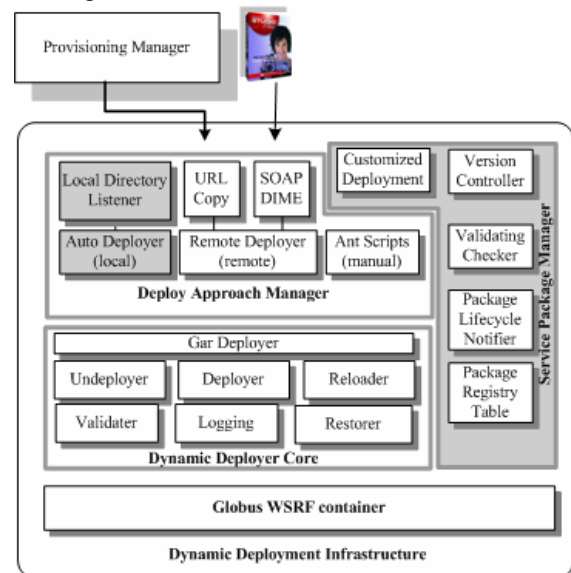 Provisioning Manager
Local Directory
Listener
URL
Copy
SOAP
DIME
Customized
Deployment
Version
Controller
Auto Deployer
(local)
Remote Deployer
(remote)
Ant Scripts
(manual)
Deploy Approach Manager
Validating
Checker
Package
Lifecycle
Notifier
Package
Registry
Table
Service Package Manager
Gar Deployer
Undeployer
Deployer
Reloader
Validater
Logging
Restorer
Dynamic Deployer Core
Globus WSRF container
Dynamic Deployment Infrastructure